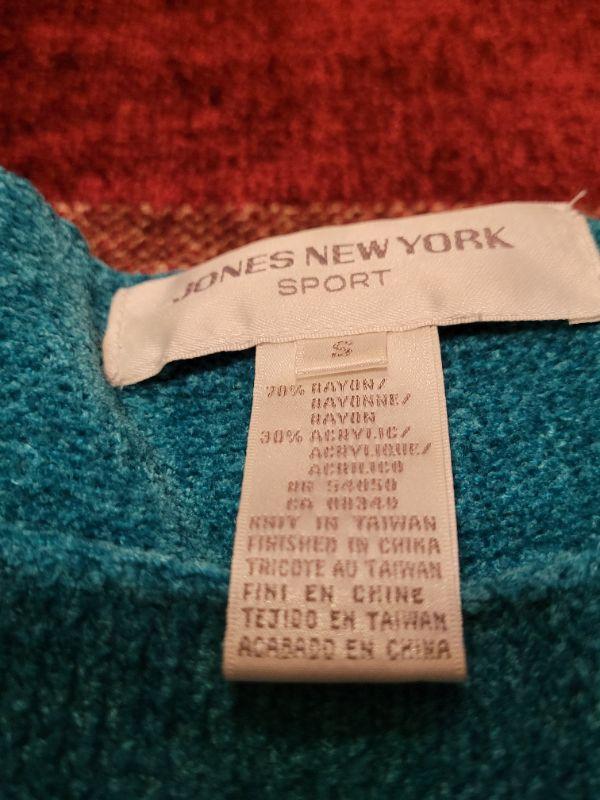 JONES NEW YORK
SPORT
S
70% RAYON/
RAYONNE/
RAYON
30% ACRYLIC/
ACRYLIQUE/
ACRILICO
RN 54050
CA 00340
KNIT IN TAIWAN
FINISHED IN CHINA
TRICOTE AU TAIWAN
FINI EN CHINE
TEJIDO EN TAIWAN
ACABADO EN CHINA